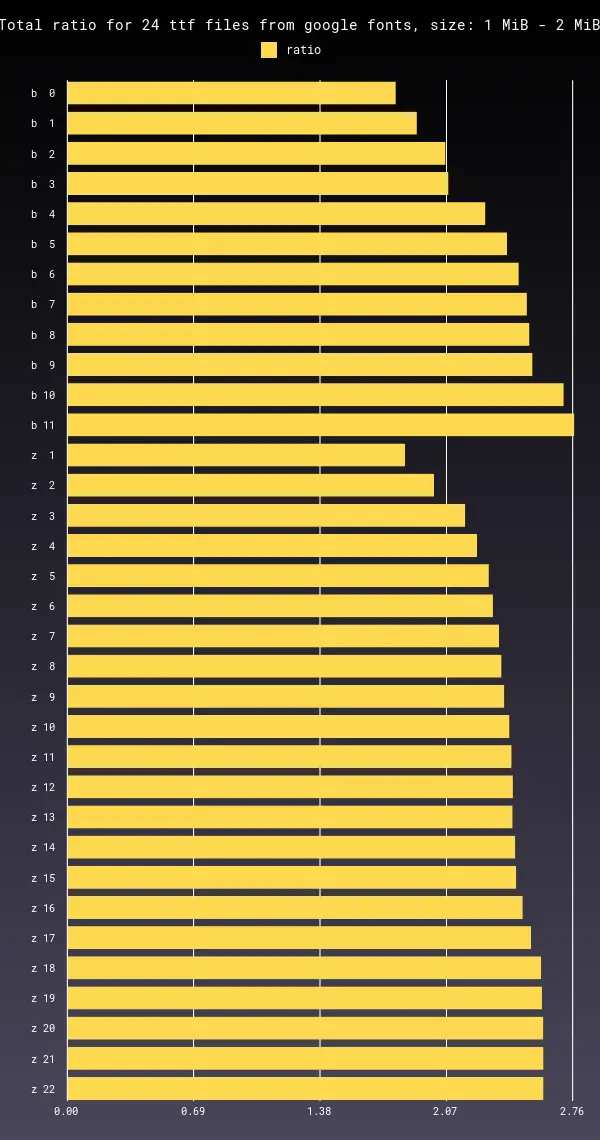 Total ratio for 24 ttf files from google fonts, size: 1 MiB - 2 MiB
ratio
b 0
b 1
b 2
b 3
b 4
b 5
b 6
b 7
b 8
b 9
b 10
b 11
z 1
z 2
z 3
z 4
z 5
z 6
z 7
z 8
z 9
z 10
z 11
z 12
z 13
z 14
z 15
z 16
z 17
z 18
z 19
z 20
z 21
z 22
0.00 0.69 1.38 2.07 2.76